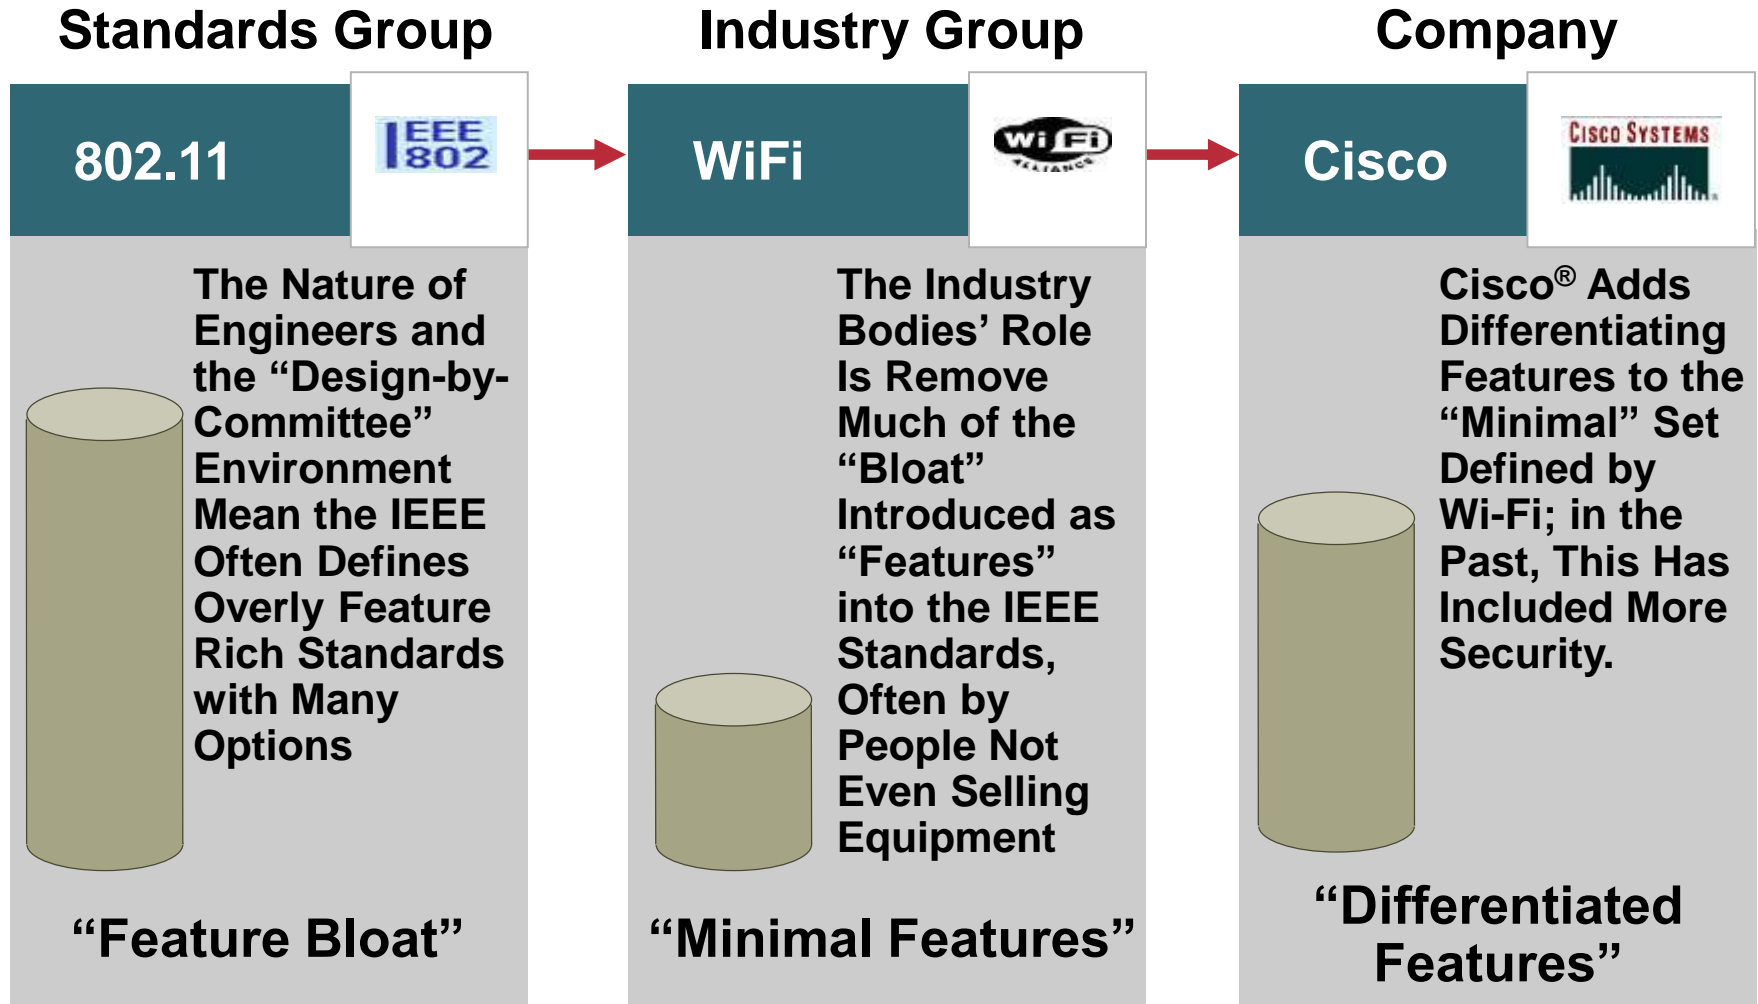 Standards Group
802.11
IEEE
802
The Nature of
Engineers and
the “Design-by-
Committee”
Environment
Mean the IEEE
Often Defines
Overly Feature
Rich Standards
with Many
Options
“Feature Bloat”
Industry Group
WiFi
Wi Fi
ALLIANCE
The Industry
Bodies’ Role
Is Remove
Much of the
“Bloat”
Introduced as
“Features”
into the IEEE
Standards,
Often by
People Not
Even Selling
Equipment
“Minimal Features”
Company
Cisco
CISCO SYSTEMS
Cisco® Adds
Differentiating
Features to the
“Minimal” Set
Defined by
Wi-Fi; in the
Past, This Has
Included More
Security.
“Differentiated
Features”